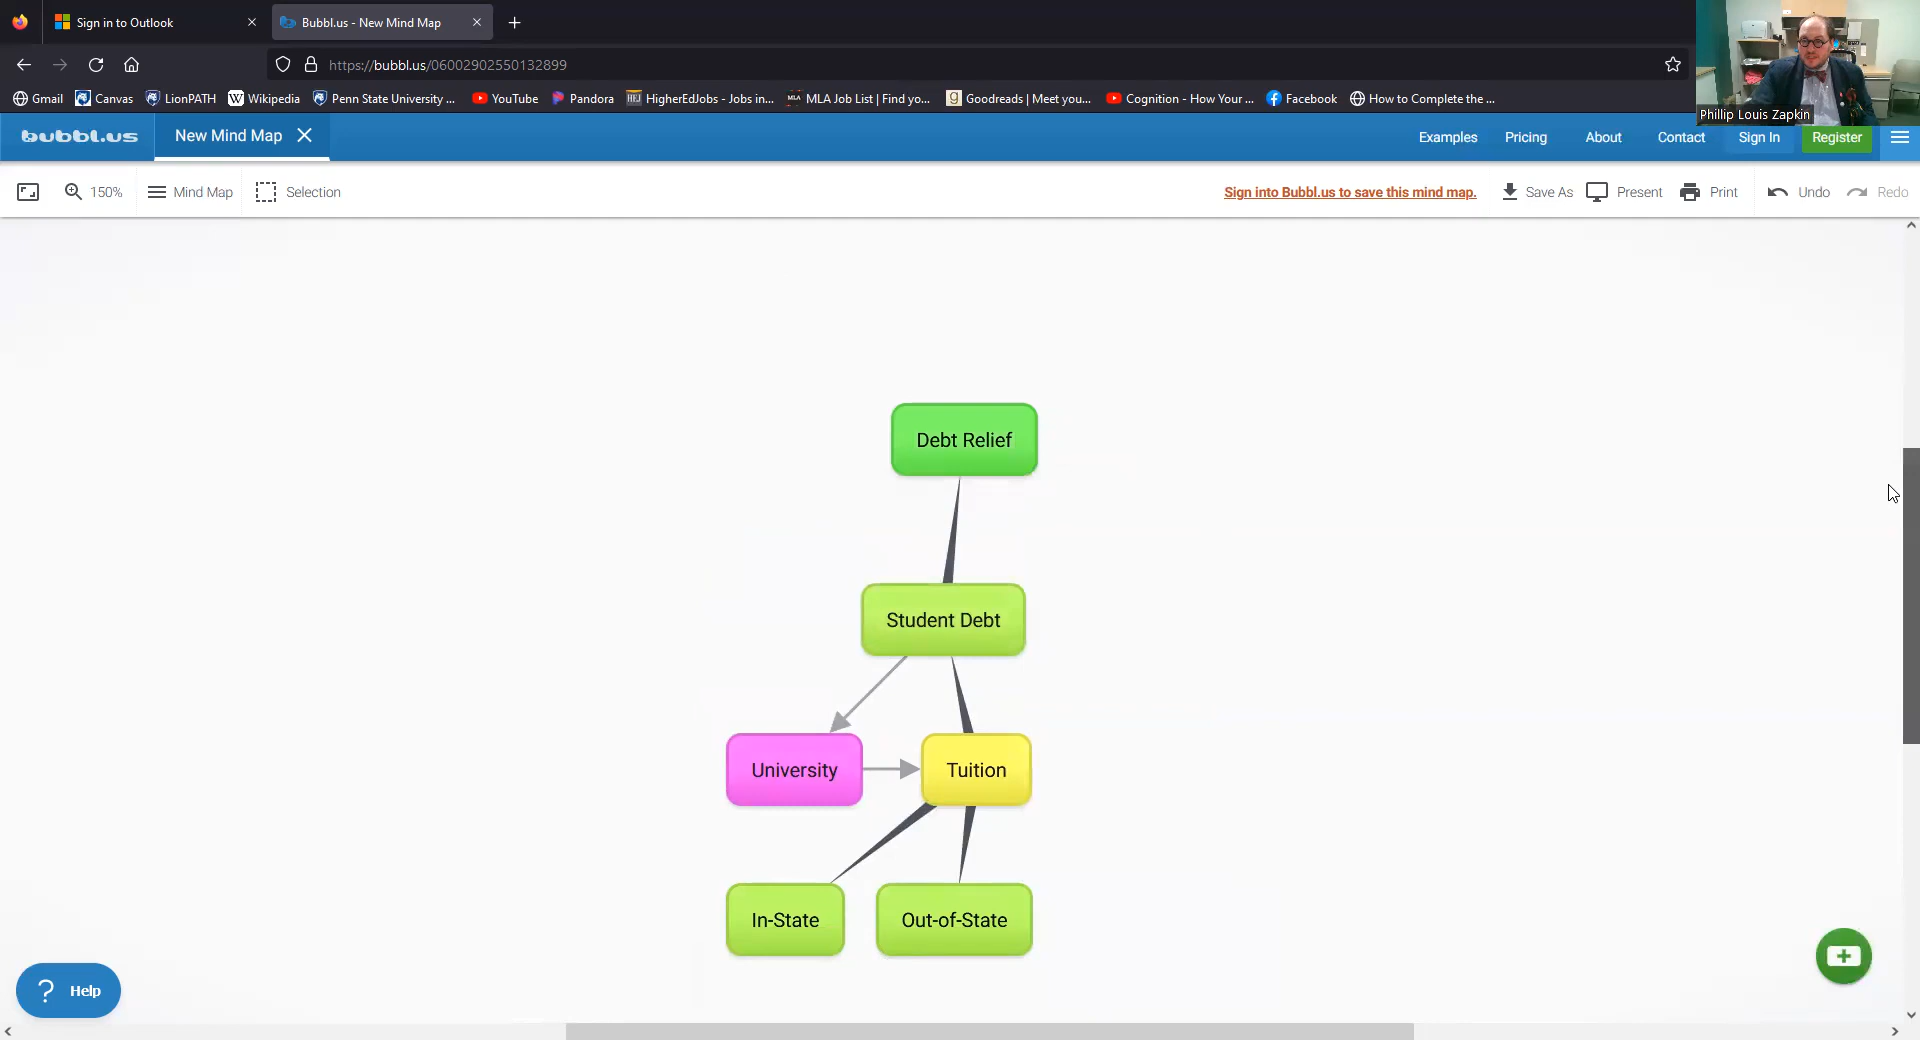 Sign in to Outlook
Bubbl.us - New Mind Map
https://bubbl.us/06002902550132899
Gmail
Canvas
LionPATH
Wikipedia
Penn State University ...
YouTube
Pandora
HigherEdJobs - Jobs in...
MLA Job List | Find yo...
Goodreads | Meet you...
Cognition - How Your ...
Facebook
How to Complete the ...
Phillip Louis Zapkin
bubbl.us
New Mind Map
Examples
Pricing
About
Contact
Sign In
Register
150%
Mind Map
Selection
Sign into Bubbl.us to save this mind map.
Save As
Present
Print
Undo
Redo
Debt Relief
Student Debt
University
Tuition
In-State
Out-of-State
? Help